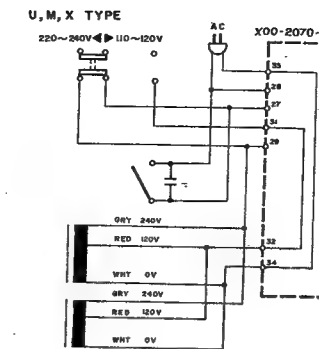 U, M, X TYPE
220~240V◀▶110~120V
AC
X00-2070-
35
28
27
31
29
GRY 240V
RED 120V
32
WHT 0V
34
GRY 240V
RED 120V
WHT 0V